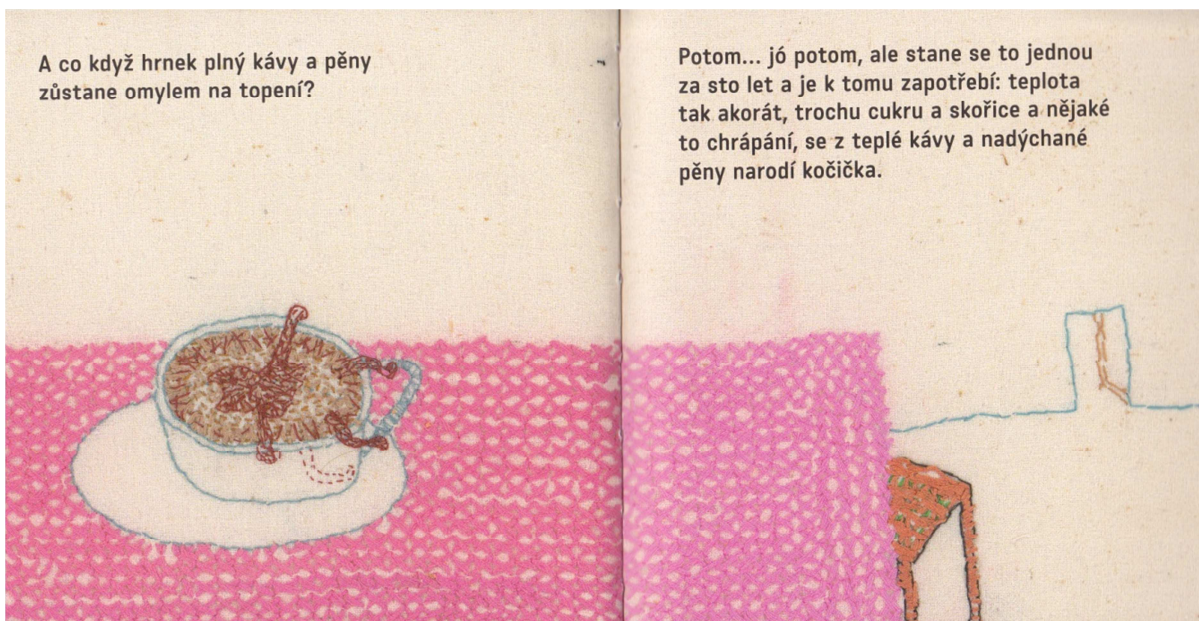 A co když hrnek plný kávy a pěny
zůstane omylem na topení?
Potom... jó potom, ale stane se to jednou
za sto let a je k tomu zapotřebí: teplota
tak akorát, trochu cukru a skořice a nějaké
to chrápání, se z teplé kávy a nadýchané
pěny narodí kočička.